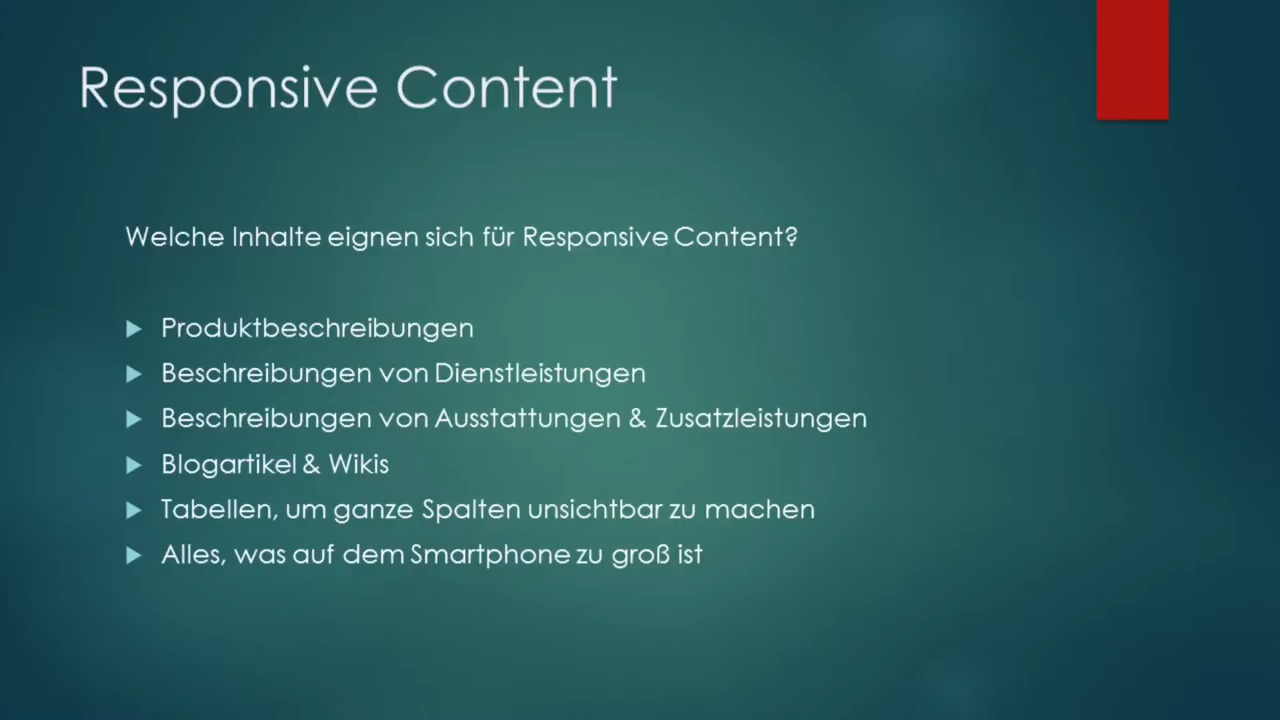 Responsive Content
Welche Inhalte eignen sich für Responsive Content?
Produktbeschreibungen
Beschreibungen von Dienstleistungen
Beschreibungen von Ausstattungen & Zusatzleistungen
Blogartikel & Wikis
Tabellen, um ganze Spalten unsichtbar zu machen
Alles, was auf dem Smartphone zu groß ist